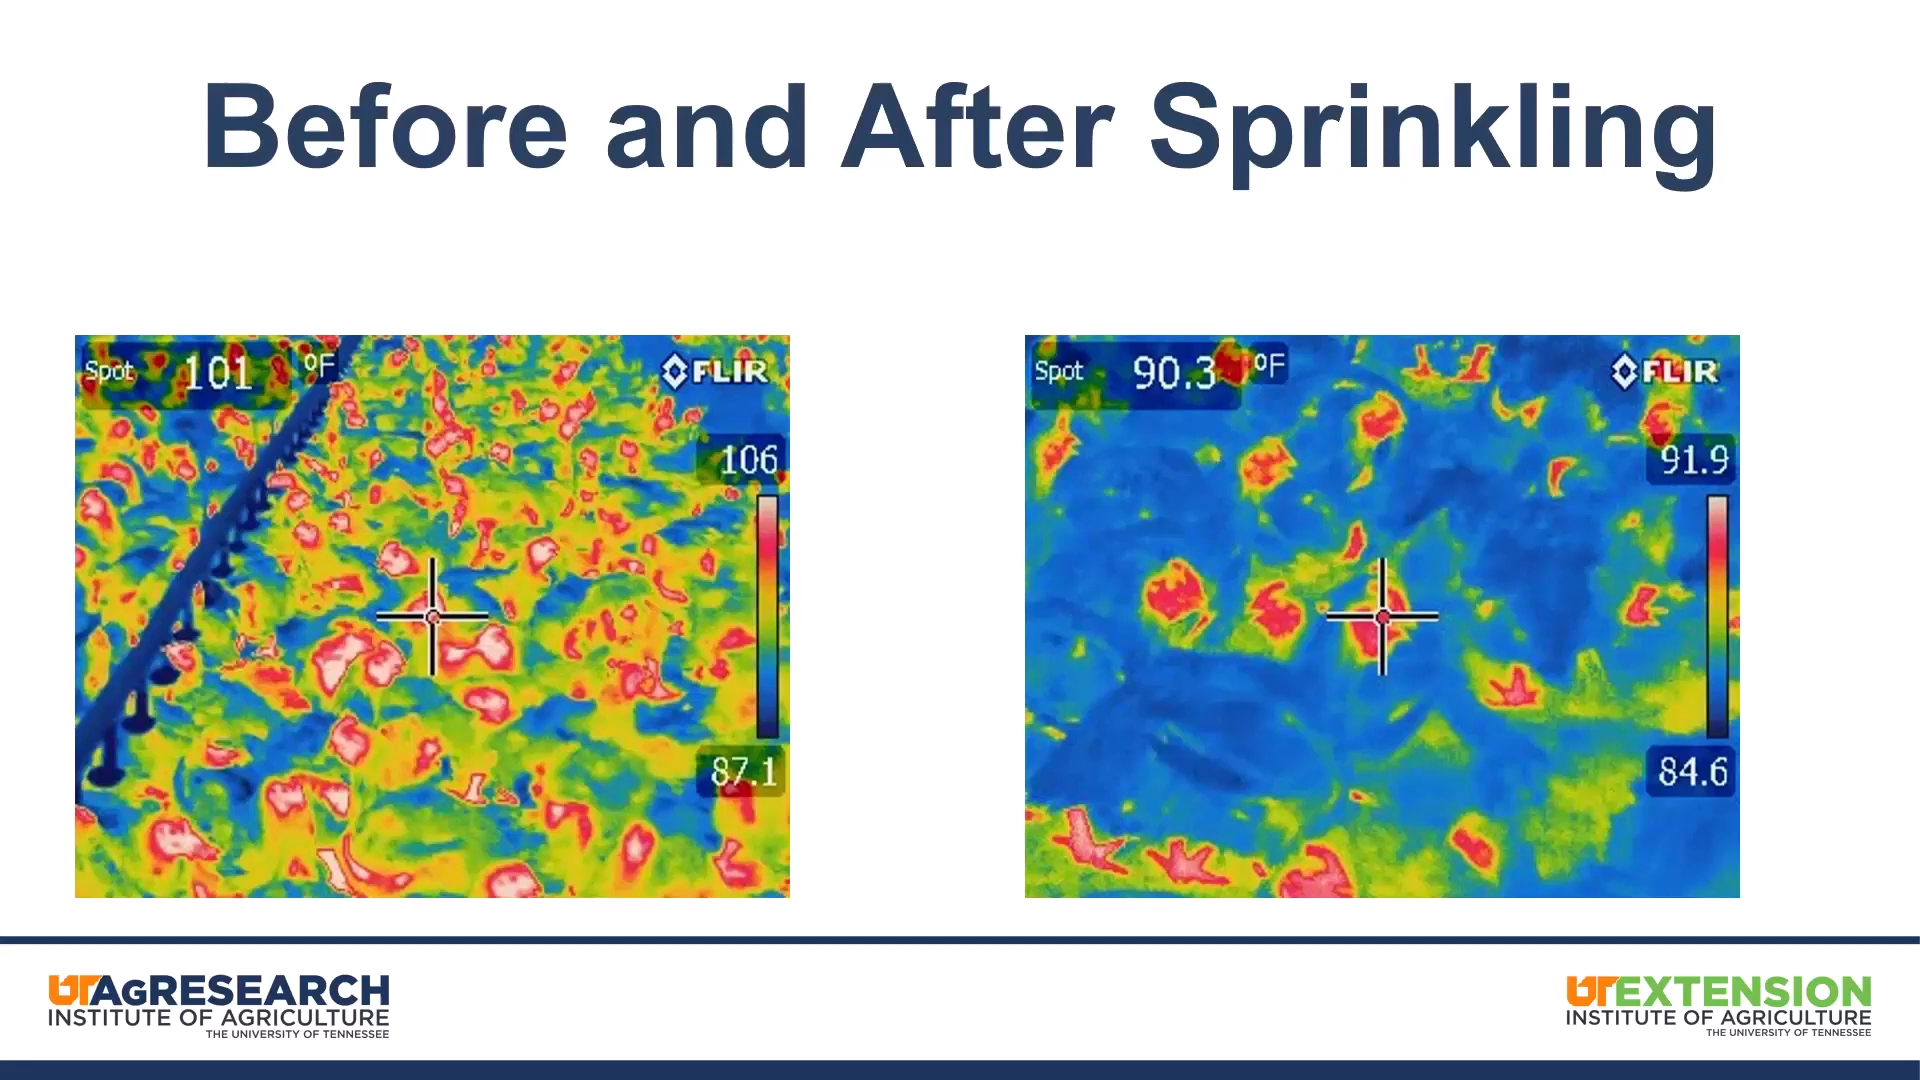 Before and After Sprinkling
Spot 101 °F
FLIR
106
87.1
Spot 90.3 °F
FLIR
91.9
84.6
UTAGRESEARCH
INSTITUTE OF AGRICULTURE
THE UNIVERSITY OF TENNESSEE
UTEXTENSION
INSTITUTE OF AGRICULTURE
THE UNIVERSITY OF TENNESSEE